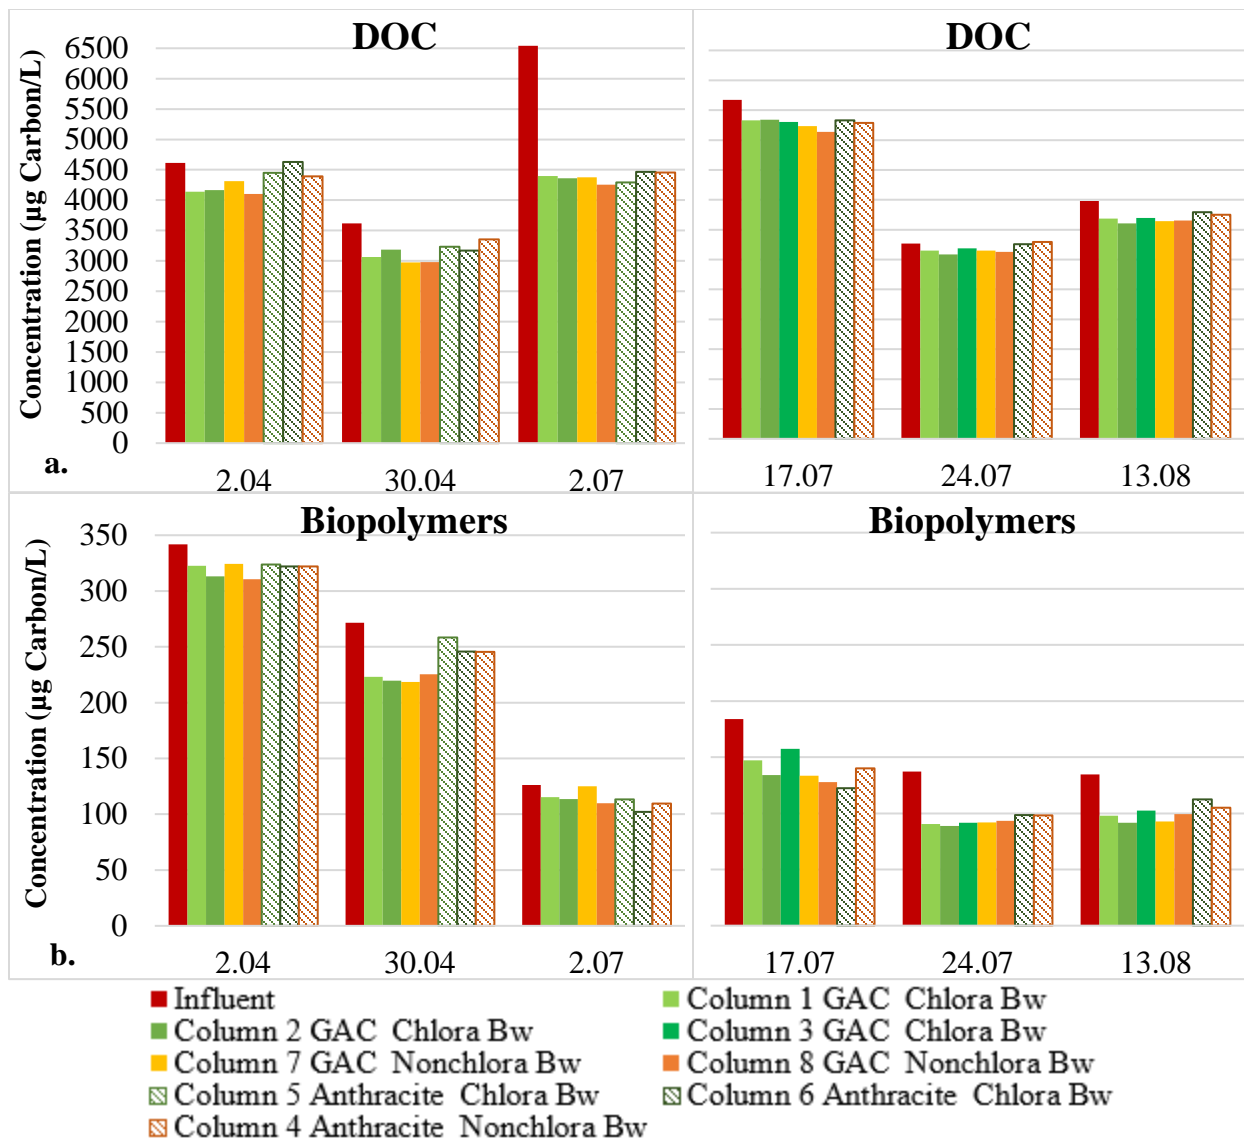 DOC
DOC
Concentration (µg Carbon/L)
6500
6000
5500
5000
4500
4000
3500
3000
2500
2000
1500
1000
500
0
a.
2.04 30.04 2.07
17.07 24.07 13.08
Biopolymers
Biopolymers
Concentration (µg Carbon/L)
350
300
250
200
150
100
50
0
b.
2.04 30.04 2.07
17.07 24.07 13.08
Influent
Column 1 GAC Chlora Bw
Column 2 GAC Chlora Bw
Column 3 GAC Chlora Bw
Column 7 GAC Nonchlora Bw
Column 8 GAC Nonchlora Bw
Column 5 Anthracite Chlora Bw
Column 6 Anthracite Chlora Bw
Column 4 Anthracite Nonchlora Bw